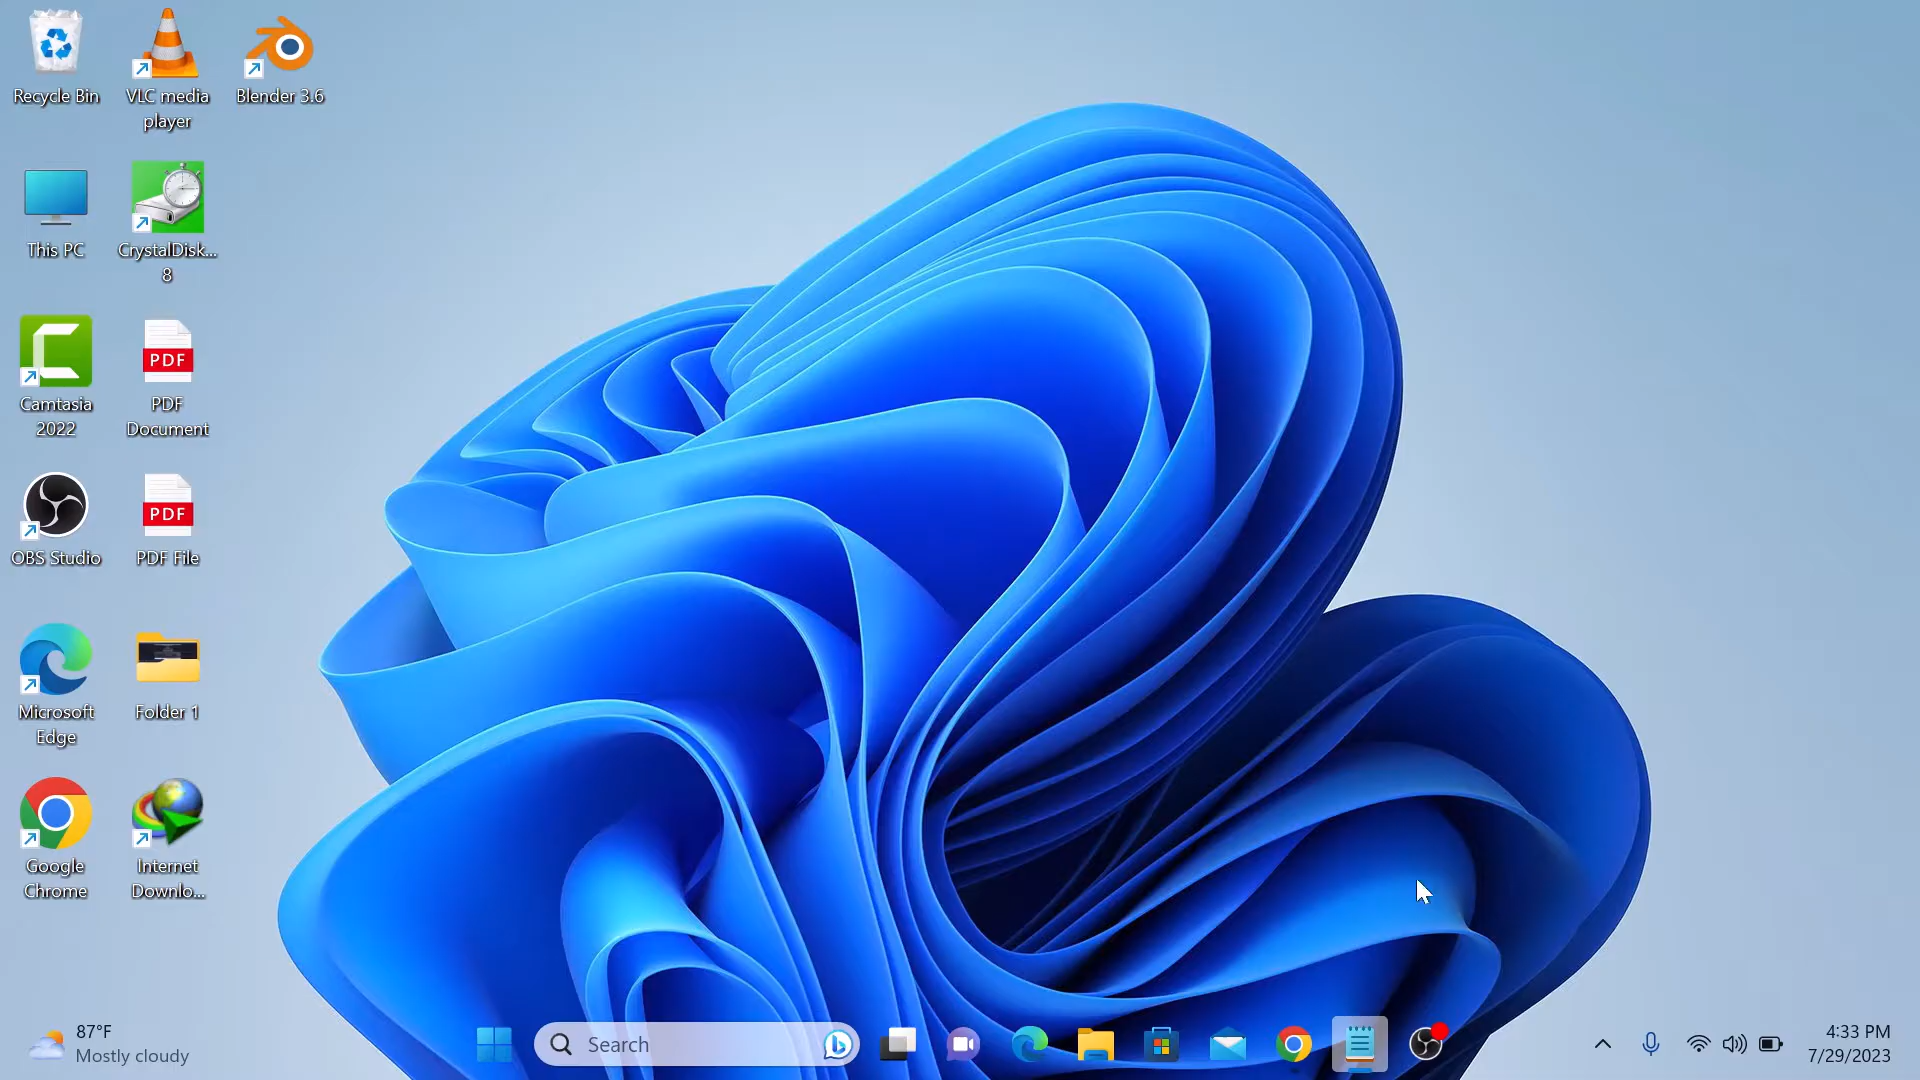 Recycle Bin
VLC media
player
Blender 3.6
This PC
CrystalDisk...
8
Camtasia
2022
PDF
PDF
Document
OBS Studio
PDF
PDF File
Microsoft
Edge
Folder 1
Google
Chrome
Internet
Downlo...
87°F
Mostly cloudy
Search
4:33 PM
7/29/2023